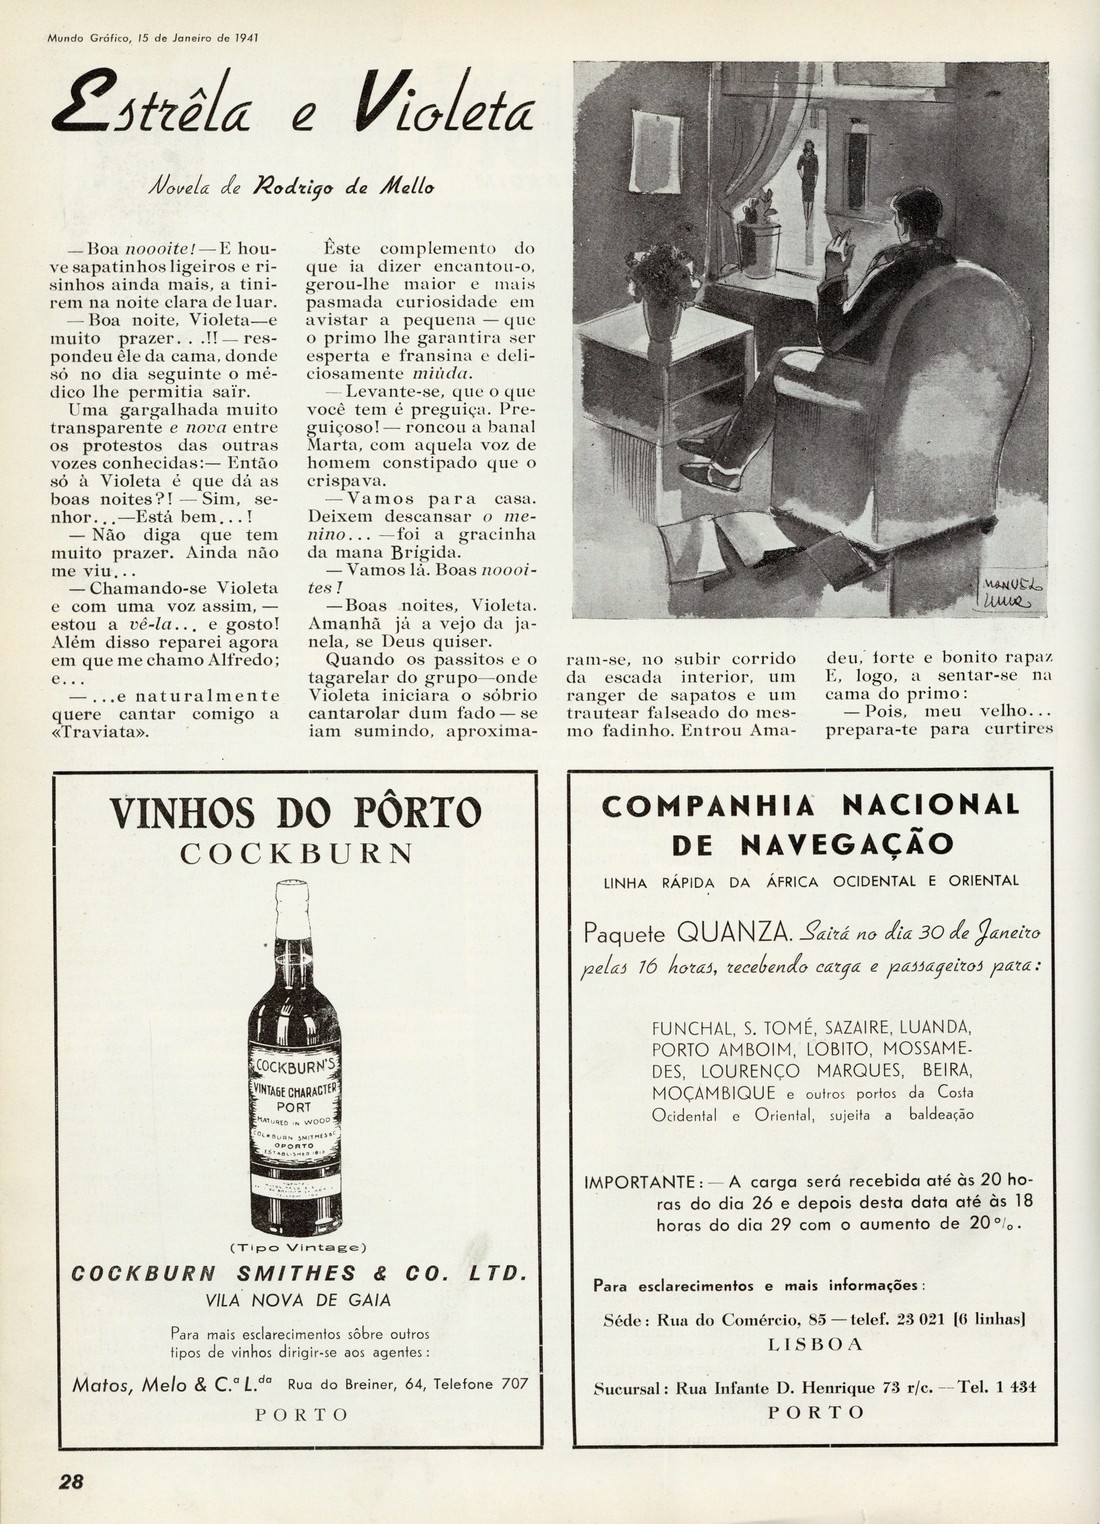 Mundo Gráfico, 15 de Janeiro de 1941
Estrêla e Violeta
Novela de Rodrigo de Mello
— Boa noooite! — E hou-
ve sapatinhos ligeiros e ri-
sinhos ainda mais, a tini-
rem na noite clara de luar.
— Boa noite, Violeta—e
muito prazer. . .!! — res-
pondeu êle da cama, donde
só no dia seguinte o mé-
dico lhe permitia saïr.
Uma gargalhada muito
transparente e nova entre
os protestos das outras
vozes conhecidas:— Então
só à Violeta é que dá as
boas noites?! — Sim, se-
nhor...—Está bem...!
— Não diga que tem
muito prazer. Ainda não
me viu...
— Chamando-se Violeta
e com uma voz assim, —
estou a vê-la... e gosto!
Além disso reparei agora
em que me chamo Alfredo;
e...
— ...e naturalmente
quere cantar comigo a
«Traviata».
Êste complemento do
que ia dizer encantou-o,
gerou-lhe maior e mais
pasmada curiosidade em
avistar a pequena — que
o primo lhe garantira ser
esperta e fransina e deli-
ciosamente miúda.
— Levante-se, que o que
você tem é preguiça. Pre-
guiçoso! — roncou a banal
Marta, com aquela voz de
homem constipado que o
crispava.
— Vamos para casa.
Deixem descansar o me-
nino... —foi a gracinha
da mana Brígida.
— Vamos lá. Boas noooi-
tes!
—Boas noites, Violeta.
Amanhã já a vejo da ja-
nela, se Deus quiser.
Quando os passitos e o
tagarelar do grupo—onde
Violeta iniciara o sóbrio
cantarolar dum fado — se
iam sumindo, aproxima-
MANUEL
LIMA
ram-se, no subir corrido
da escada interior, um
ranger de sapatos e um
trautear falseado do mes-
mo fadinho. Entrou Ama-
deu, forte e bonito rapaz
E, logo, a sentar-se na
cama do primo:
— Pois, meu velho...
prepara-te para curtires
VINHOS DO PÔRTO
COCKBURN
COCKBURN'S
VINTAGE CHARACTER
PORT
MATURED IN WOOD
COCKBURN SMITHES & Cº
OPORTO
ESTABLISHED 1815
(Tipo Vintage)
COCKBURN SMITHES & CO. LTD.
VILA NOVA DE GAIA
Para mais esclarecimentos sôbre outros
tipos de vinhos dirigir-se aos agentes:
Matos, Melo & C.ª L.da Rua do Breiner, 64, Telefone 707
PORTO
COMPANHIA NACIONAL
DE NAVEGAÇÃO
LINHA RÁPIDA DA ÁFRICA OCIDENTAL E ORIENTAL
Paquete QUANZA. Sairá no dia 30 de Janeiro
pelas 16 horas, recebendo carga e passageiros para:
FUNCHAL, S. TOMÉ, SAZAIRE, LUANDA,
PORTO AMBOIM, LOBITO, MOSSAME-
DES, LOURENÇO MARQUES, BEIRA,
MOÇAMBIQUE e outros portos da Costa
Ocidental e Oriental, sujeita a baldeação
IMPORTANTE: — A carga será recebida até às 20 ho-
ras do dia 26 e depois desta data até às 18
horas do dia 29 com o aumento de 20%.
Para esclarecimentos e mais informações:
Séde: Rua do Comércio, 85 — telef. 23 021 [6 linhas]
LISBOA
Sucursal: Rua Infante D. Henrique 73 r/c. — Tel. 1 434
PORTO
28